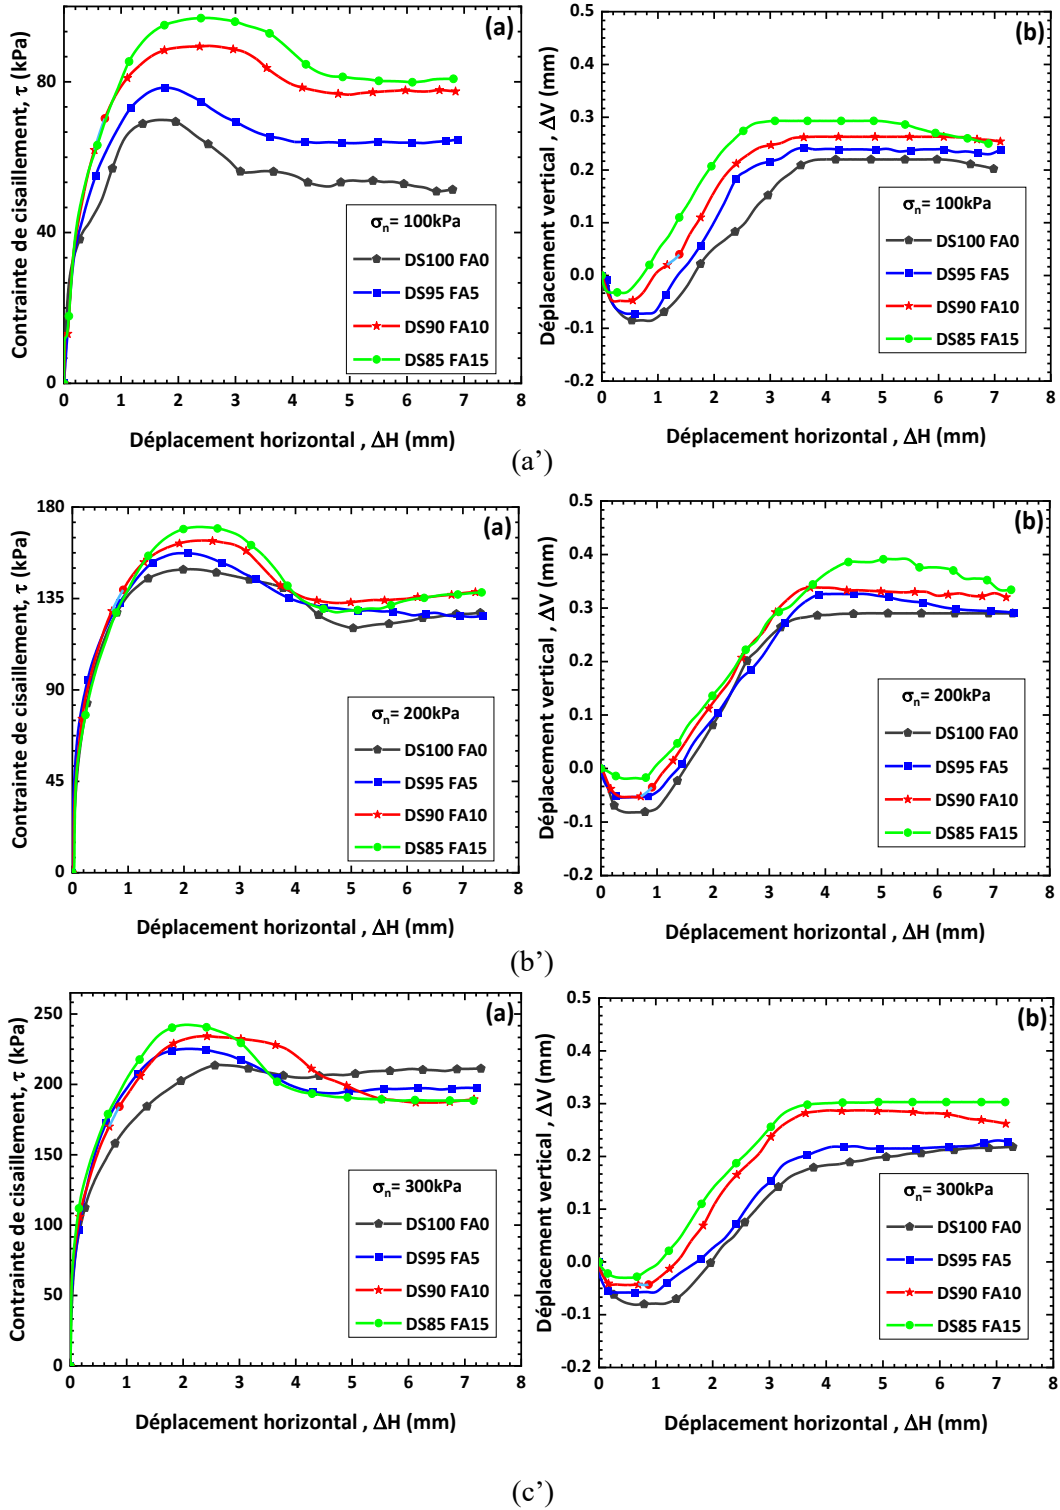 (a)
Contrainte de cisaillement, τ (kPa)
80
40
0
σn= 100kPa
DS100 FA0
DS95 FA5
DS90 FA10
DS85 FA15
0 1 2 3 4 5 6 7 8
Déplacement horizontal , ΔH (mm)
(b)
Déplacement vertical , ΔV (mm)
0.5
0.4
0.3
0.2
0.1
0.0
-0.1
-0.2
σn= 100kPa
DS100 FA0
DS95 FA5
DS90 FA10
DS85 FA15
0 1 2 3 4 5 6 7 8
Déplacement horizontal , ΔH (mm)
(a’)
(a)
Contrainte de cisaillement, τ (kPa)
180
135
90
45
0
σn= 200kPa
DS100 FA0
DS95 FA5
DS90 FA10
DS85 FA15
0 1 2 3 4 5 6 7 8
Déplacement horizontal , ΔH (mm)
(b)
Déplacement vertical , ΔV (mm)
0.5
0.4
0.3
0.2
0.1
0.0
-0.1
-0.2
σn= 200kPa
DS100 FA0
DS95 FA5
DS90 FA10
DS85 FA15
0 1 2 3 4 5 6 7 8
Déplacement horizontal , ΔH (mm)
(b’)
(a)
Contrainte de cisaillement, τ (kPa)
250
200
150
100
50
0
σn= 300kPa
DS100 FA0
DS95 FA5
DS90 FA10
DS85 FA15
0 1 2 3 4 5 6 7 8
Déplacement horizontal , ΔH (mm)
(b)
Déplacement vertical , ΔV (mm)
0.5
0.4
0.3
0.2
0.1
0.0
-0.1
-0.2
σn= 300kPa
DS100 FA0
DS95 FA5
DS90 FA10
DS85 FA15
0 1 2 3 4 5 6 7 8
Déplacement horizontal , ΔH (mm)
(c’)